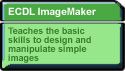 ECDL ImageMaker
Teaches the basic
skills to design and
manipulate simple
images